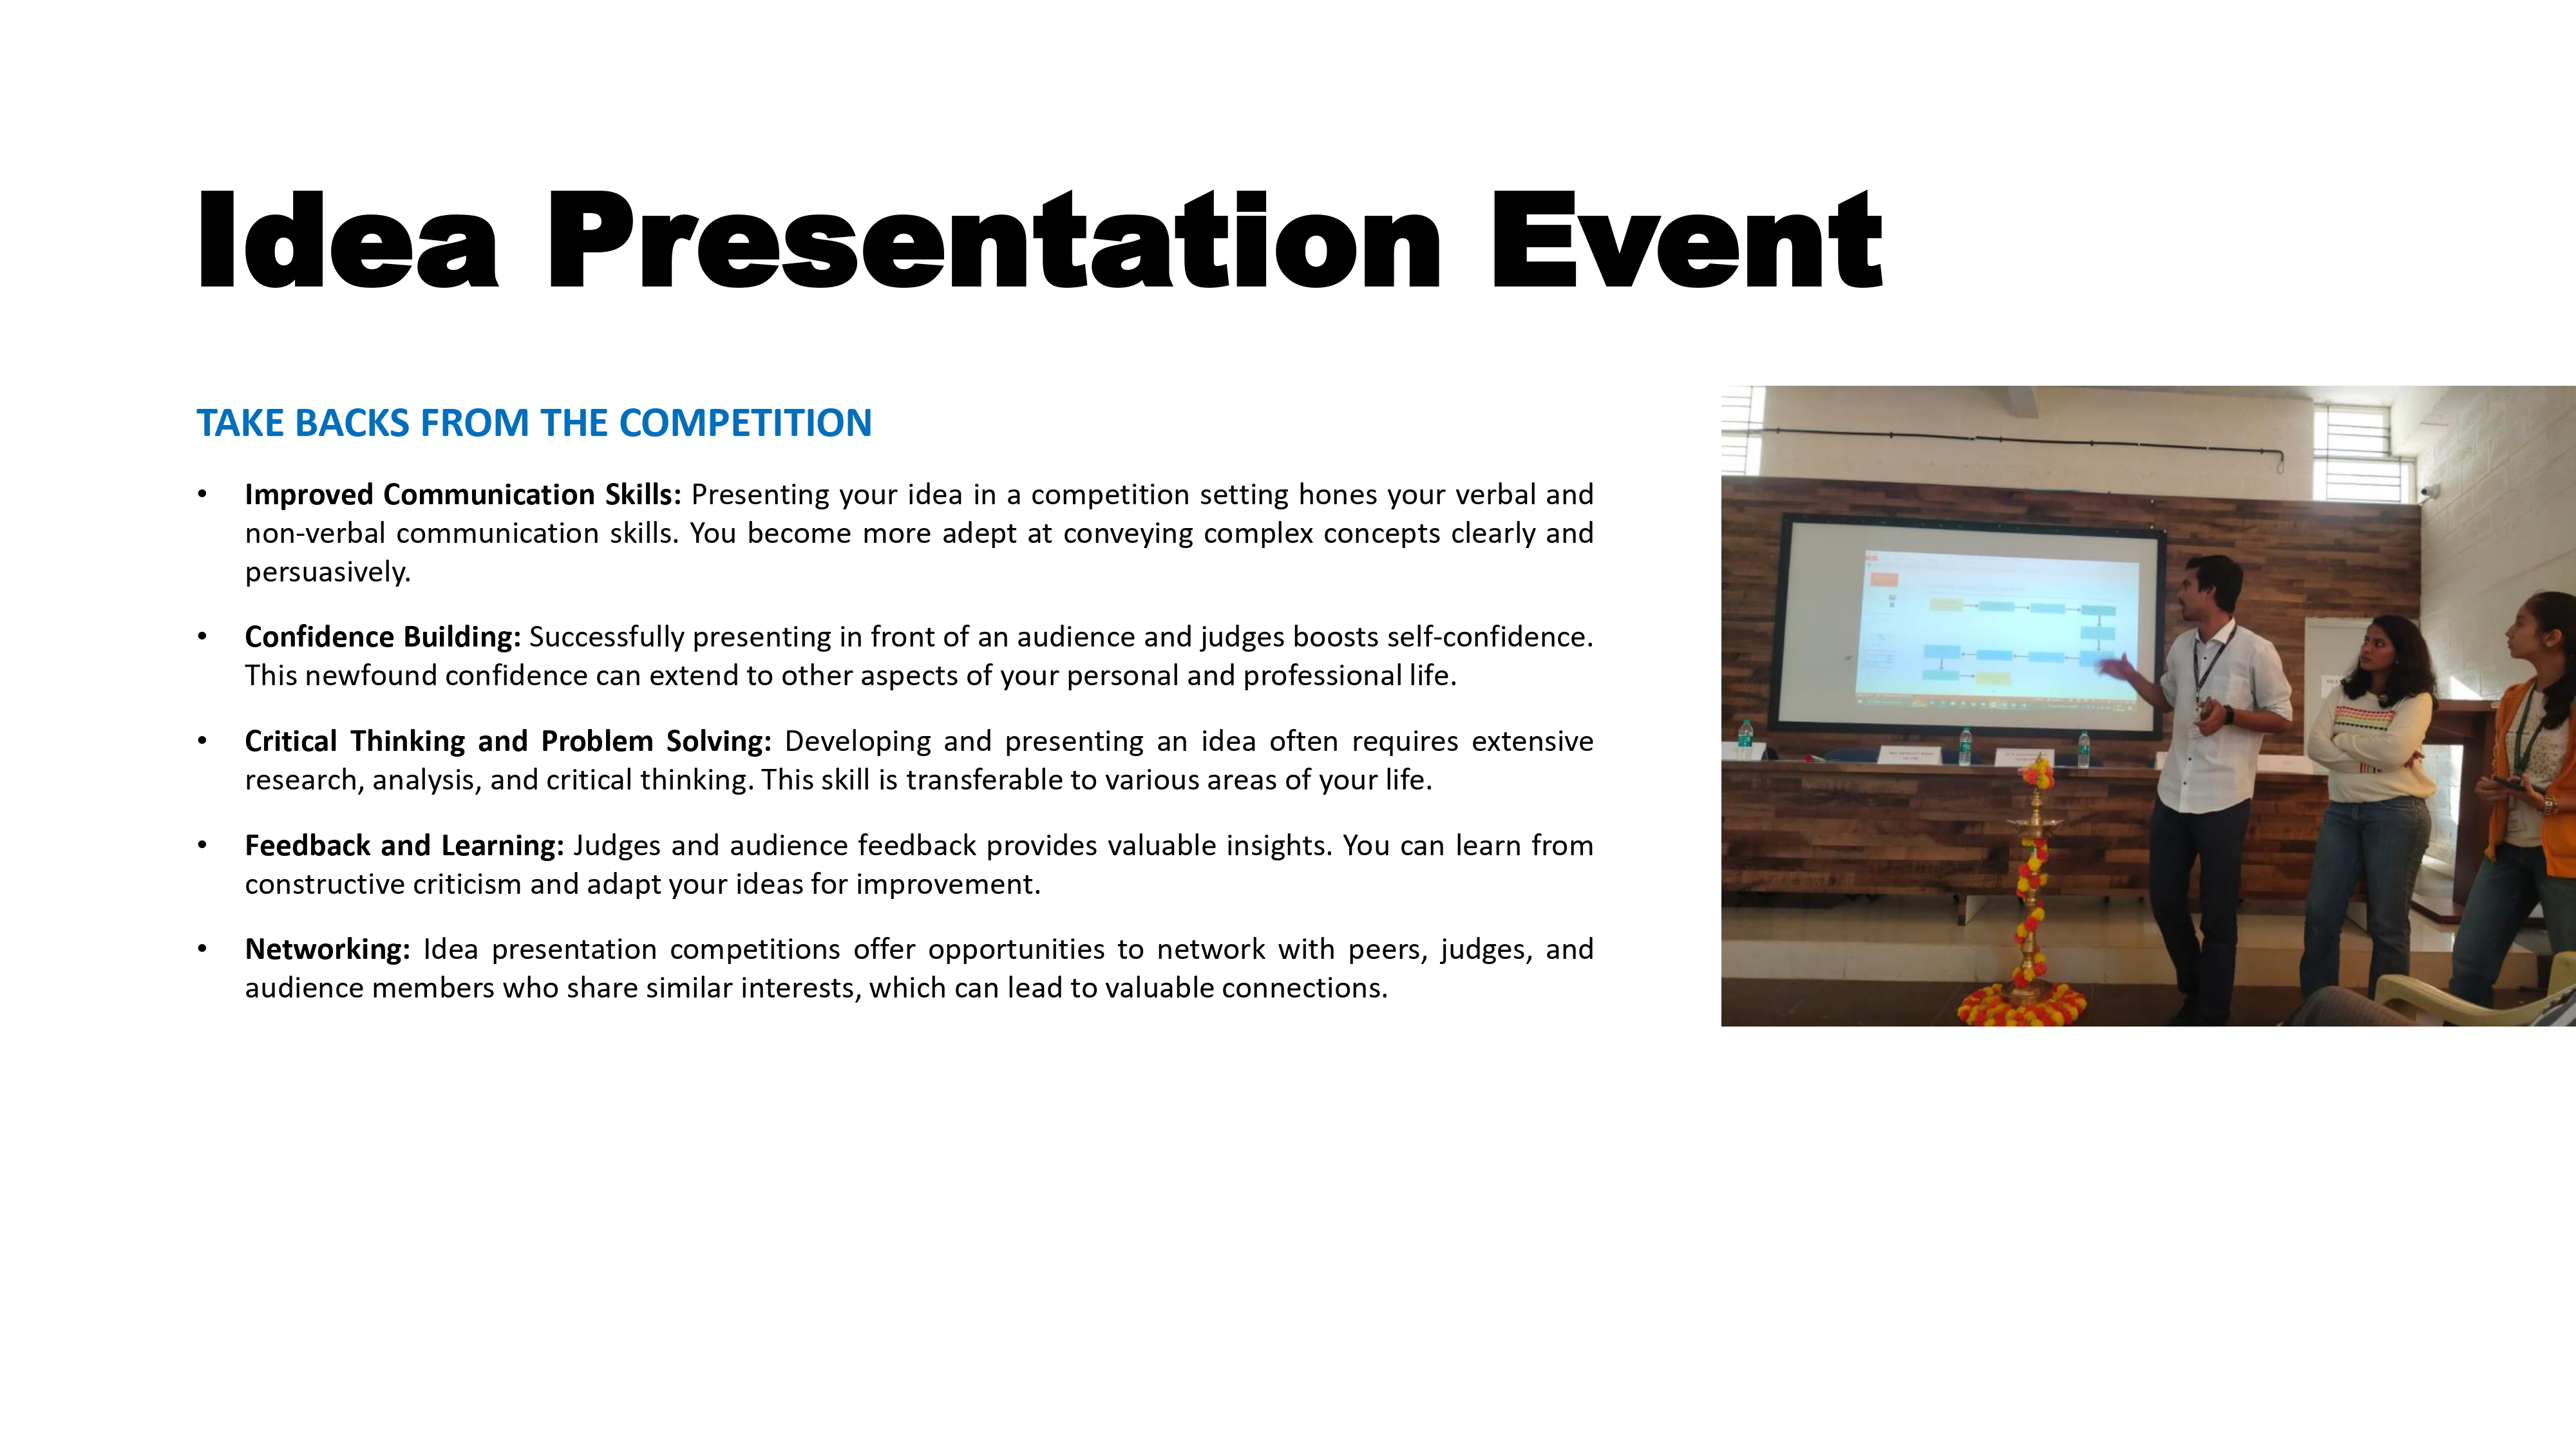 Idea Presentation Event
TAKE BACKS FROM THE COMPETITION
• Improved Communication Skills: Presenting your idea in a competition setting hones your verbal and
non-verbal communication skills. You become more adept at conveying complex concepts clearly and
persuasively.
• Confidence Building: Successfully presenting in front of an audience and judges boosts self-confidence.
This newfound confidence can extend to other aspects of your personal and professional life.
• Critical Thinking and Problem Solving: Developing and presenting an idea often requires extensive
research, analysis, and critical thinking. This skill is transferable to various areas of your life.
• Feedback and Learning: Judges and audience feedback provides valuable insights. You can learn from
constructive criticism and adapt your ideas for improvement.
• Networking: Idea presentation competitions offer opportunities to network with peers, judges, and
audience members who share similar interests, which can lead to valuable connections.